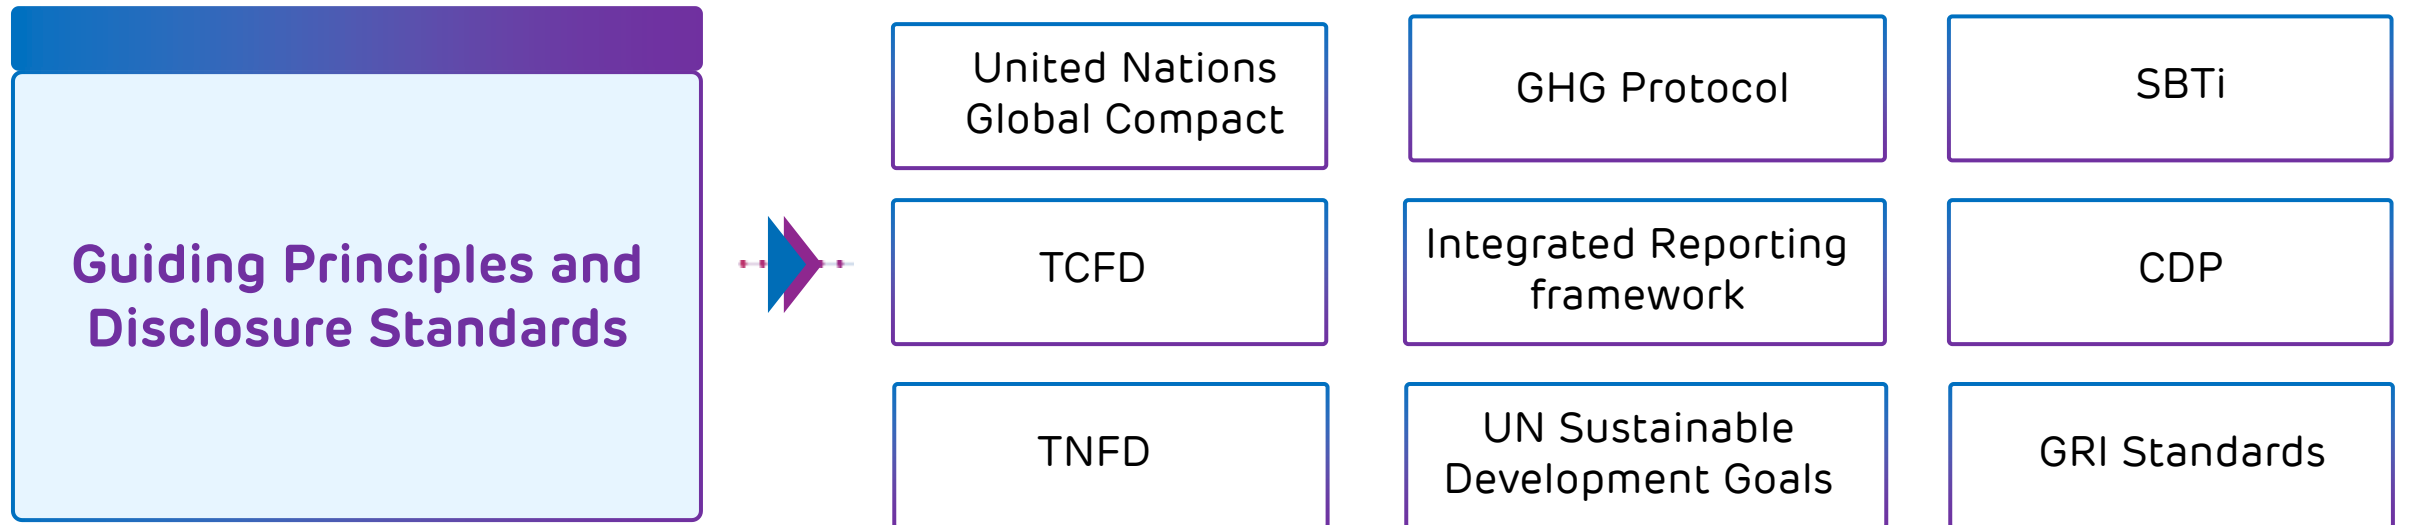 Guiding Principles and
Disclosure Standards
United Nations
Global Compact
GHG Protocol
SBTi
TCFD
Integrated Reporting
framework
CDP
TNFD
UN Sustainable
Development Goals
GRI Standards